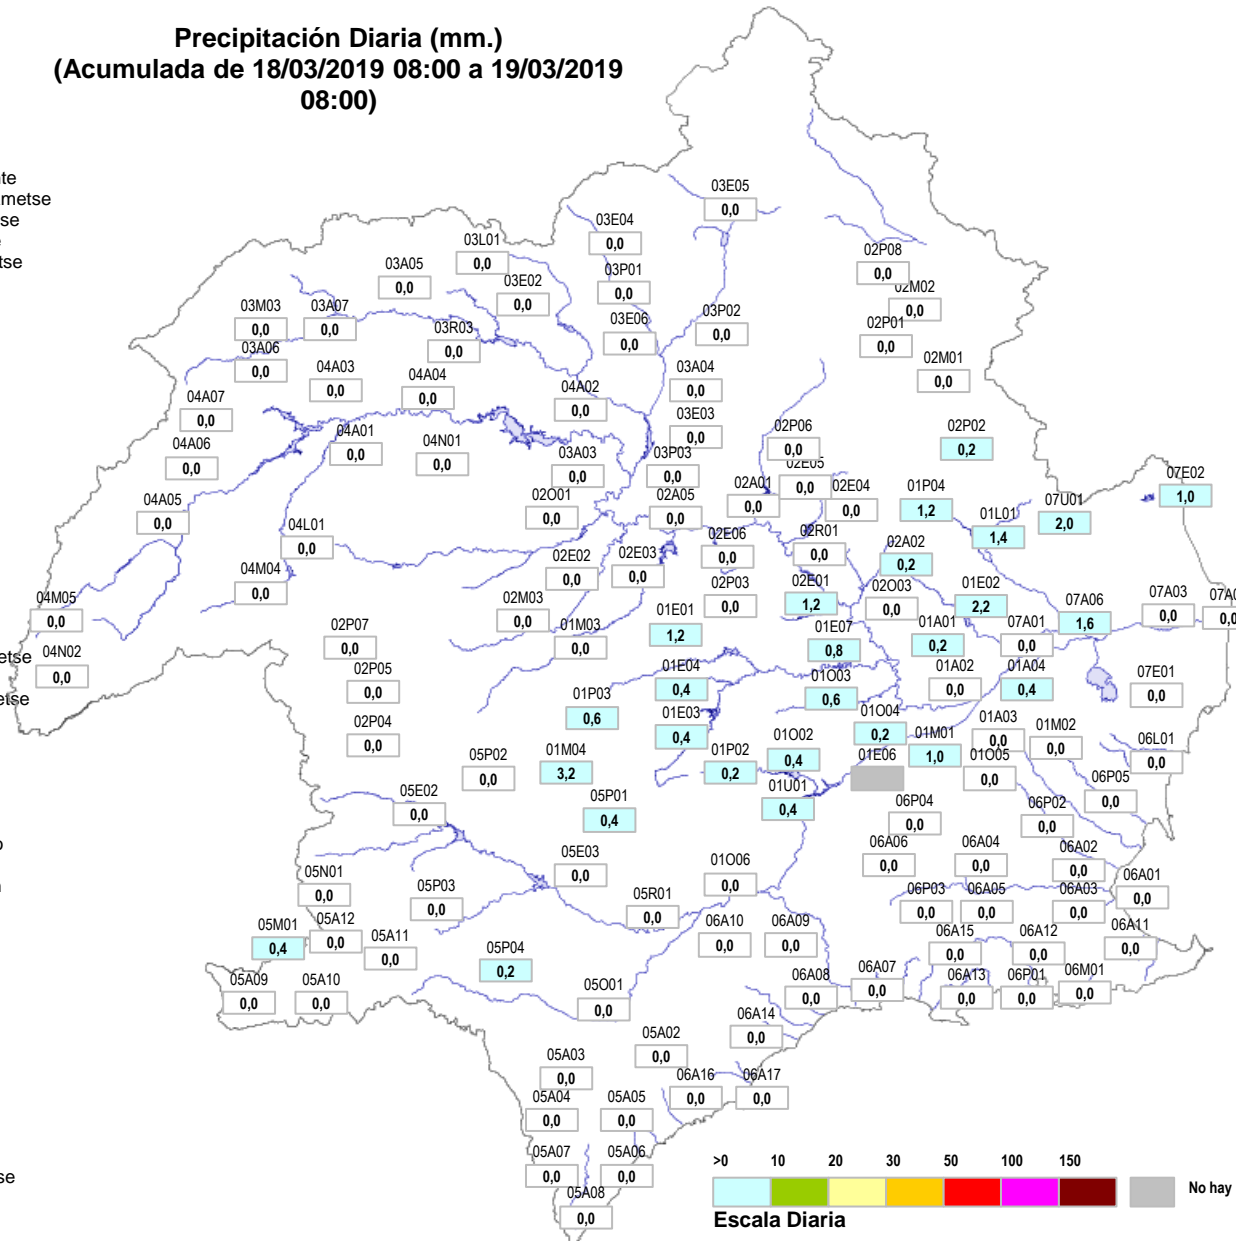 Precipitación Diaria (mm.)
(Acumulada de 18/03/2019 08:00 a 19/03/2019
08:00)
03E05
0,0
03E04
0,0
03L01
0,0
02P08
0,0
03A05
0,0
03P01
0,0
03E02
0,0
02M02
0,0
03M03
0,0
03A07
0,0
03P02
0,0
03E06
0,0
03R03
0,0
02P01
0,0
03A06
0,0
04A03
0,0
04A04
0,0
03A04
0,0
02M01
0,0
04A07
0,0
04A02
0,0
03E03
0,0
04A01
0,0
04N01
0,0
02P06
0,0
02P02
0,2
04A06
0,0
03A03
0,0
03P03
0,0
02E05
0,0
07E02
1,0
04A05
0,0
02O01
0,0
02A05
0,0
02A01
0,0
02E04
0,0
01P04
1,2
07U01
2,0
01L01
1,4
04L01
0,0
02E06
0,0
02R01
0,0
02A02
0,2
04M04
0,0
02E02
0,0
02E03
0,0
02P03
0,0
02E01
1,2
02O03
0,0
01E02
2,2
04M05
0,0
02M03
0,0
01E01
1,2
07A06
1,6
07A03
0,0
07A0
0,0
02P07
0,0
01M03
0,0
01E07
0,8
01A01
0,2
07A01
0,0
etse
04N02
0,0
02P05
0,0
01E04
0,4
01O03
0,6
01A02
0,0
01A04
0,4
07E01
0,0
etse
01P03
0,6
01E03
0,4
01O04
0,2
01A03
0,0
01M02
0,0
02P04
0,0
01M01
1,0
06L01
0,0
05P02
0,0
01M04
3,2
01P02
0,2
01O02
0,4
01E06
01O05
0,0
05E02
0,0
05P01
0,4
01U01
0,4
06P04
0,0
06P02
0,0
06P05
0,0
05E03
0,0
01O06
0,0
06A06
0,0
06A04
0,0
06A02
0,0
05N01
0,0
05P03
0,0
05R01
0,0
06P03
0,0
06A05
0,0
06A03
0,0
06A01
0,0
05M01
0,4
05A12
0,0
05A11
0,0
06A10
0,0
06A09
0,0
06A15
0,0
06A12
0,0
06A11
0,0
05P04
0,2
05A09
0,0
05A10
0,0
05O01
0,0
06A08
0,0
06A07
0,0
06A13
0,0
06P01
0,0
06M01
0,0
05A02
0,0
06A14
0,0
05A03
0,0
06A16
0,0
06A17
0,0
05A04
0,0
05A05
0,0
05A07
0,0
05A06
0,0
05A08
0,0
>0 10 20 30 50 100 150
No hay
Escala Diaria